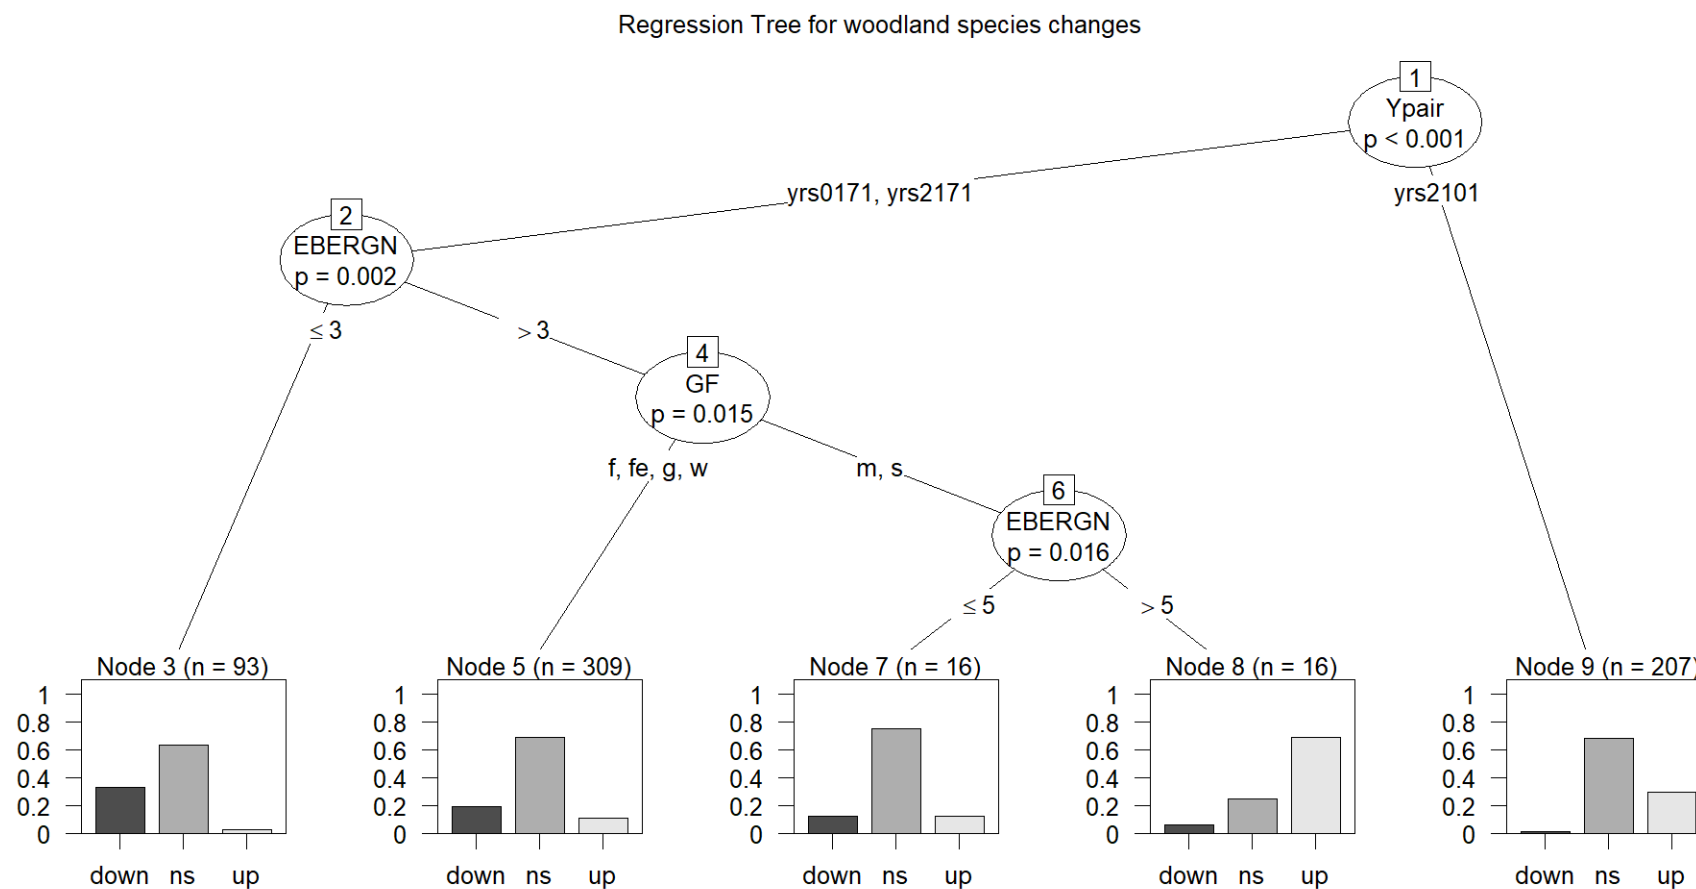 Regression Tree for woodland species changes
1
Ypair
p < 0.001
yrs0171, yrs2171
yrs2101
2
EBERGN
p = 0.002
≤ 3
> 3
4
GF
p = 0.015
f, fe, g, w
m, s
6
EBERGN
p = 0.016
≤ 5
> 5
Node 3 (n = 93)
1
0.8
0.6
0.4
0.2
0
down ns up
Node 5 (n = 309)
1
0.8
0.6
0.4
0.2
0
down ns up
Node 7 (n = 16)
1
0.8
0.6
0.4
0.2
0
down ns up
Node 8 (n = 16)
1
0.8
0.6
0.4
0.2
0
down ns up
Node 9 (n = 207)
1
0.8
0.6
0.4
0.2
0
down ns up